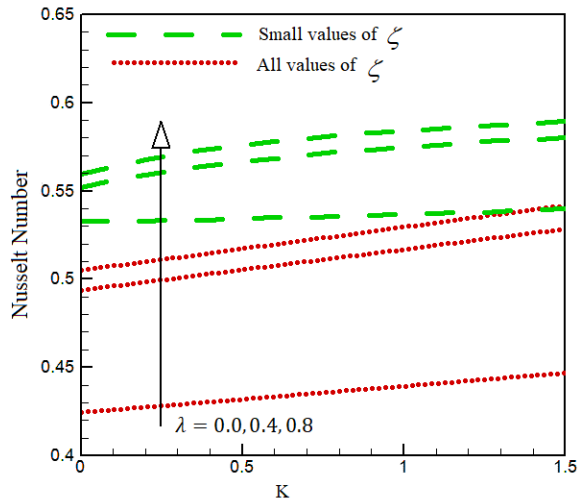 0.65
Small values of ζ
All values of ζ
0.6
0.55
Nusselt Number
0.5
0.45
λ = 0.0, 0.4, 0.8
0.4
0 0.5 1 1.5
K